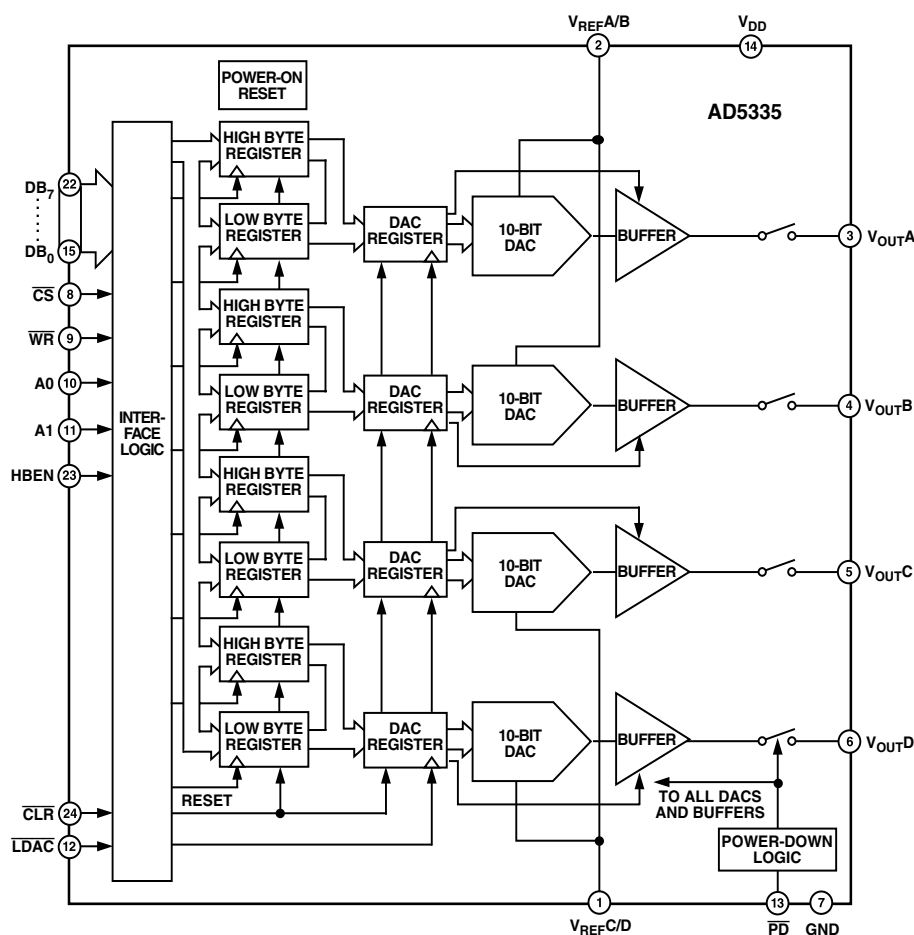 VREFA/B
VDD
2
14
POWER-ON
RESET
AD5335
HIGH BYTE
REGISTER
DB7
22
LOW BYTE
REGISTER
DAC
REGISTER
10-BIT
DAC
BUFFER
3
VOUTA
DB0
15
CS
8
HIGH BYTE
REGISTER
WR
9
A0
10
LOW BYTE
REGISTER
DAC
REGISTER
10-BIT
DAC
BUFFER
4
VOUTB
A1
11
INTER-
FACE
LOGIC
HBEN
23
HIGH BYTE
REGISTER
LOW BYTE
REGISTER
DAC
REGISTER
10-BIT
DAC
BUFFER
5
VOUTC
HIGH BYTE
REGISTER
LOW BYTE
REGISTER
DAC
REGISTER
10-BIT
DAC
BUFFER
6
VOUTD
RESET
TO ALL DACS
AND BUFFERS
CLR
24
LDAC
12
POWER-DOWN
LOGIC
1
13
7
VREFC/D
PD
GND